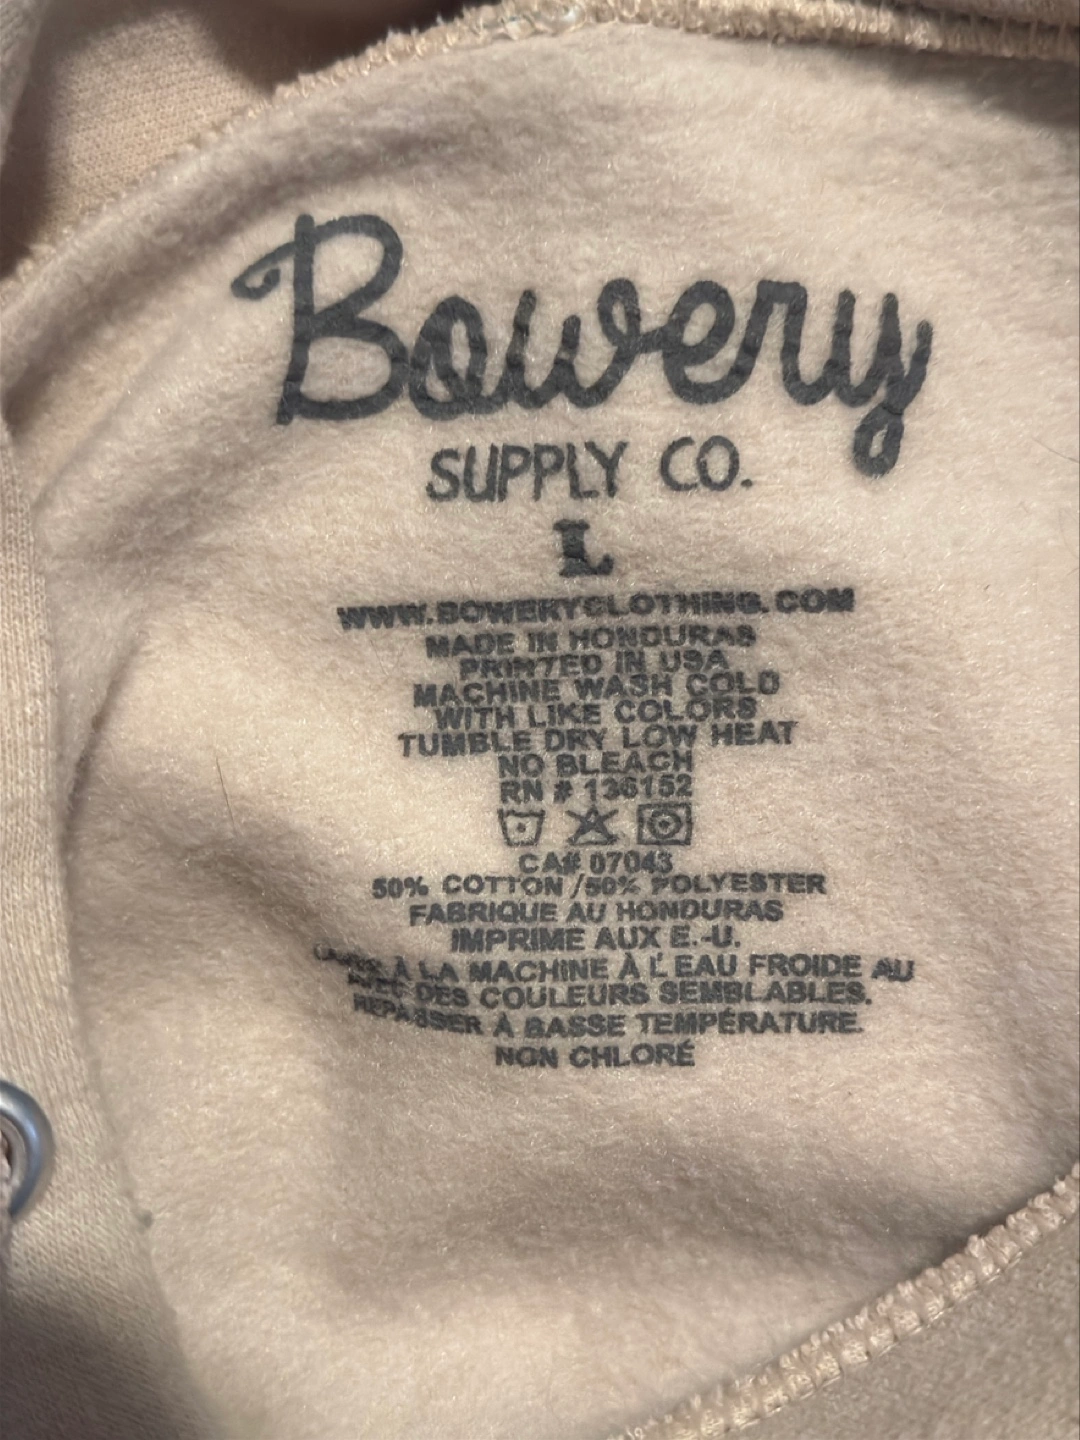 Bowery
SUPPLY CO.
L
WWW.BOWERYCLOTHING.COM
MADE IN HONDURAS
PRINTED IN USA
MACHINE WASH COLD
WITH LIKE COLORS
TUMBLE DRY LOW HEAT
NO BLEACH
RN # 136152
CA# 07043
50% COTTON /50% POLYESTER
FABRIQUE AU HONDURAS
IMPRIME AUX E.-U.
À LA MACHINE À L'EAU FROIDE AU
AVEC DES COULEURS SEMBLABLES.
REPASSER À BASSE TEMPÉRATURE.
NON CHLORÉ